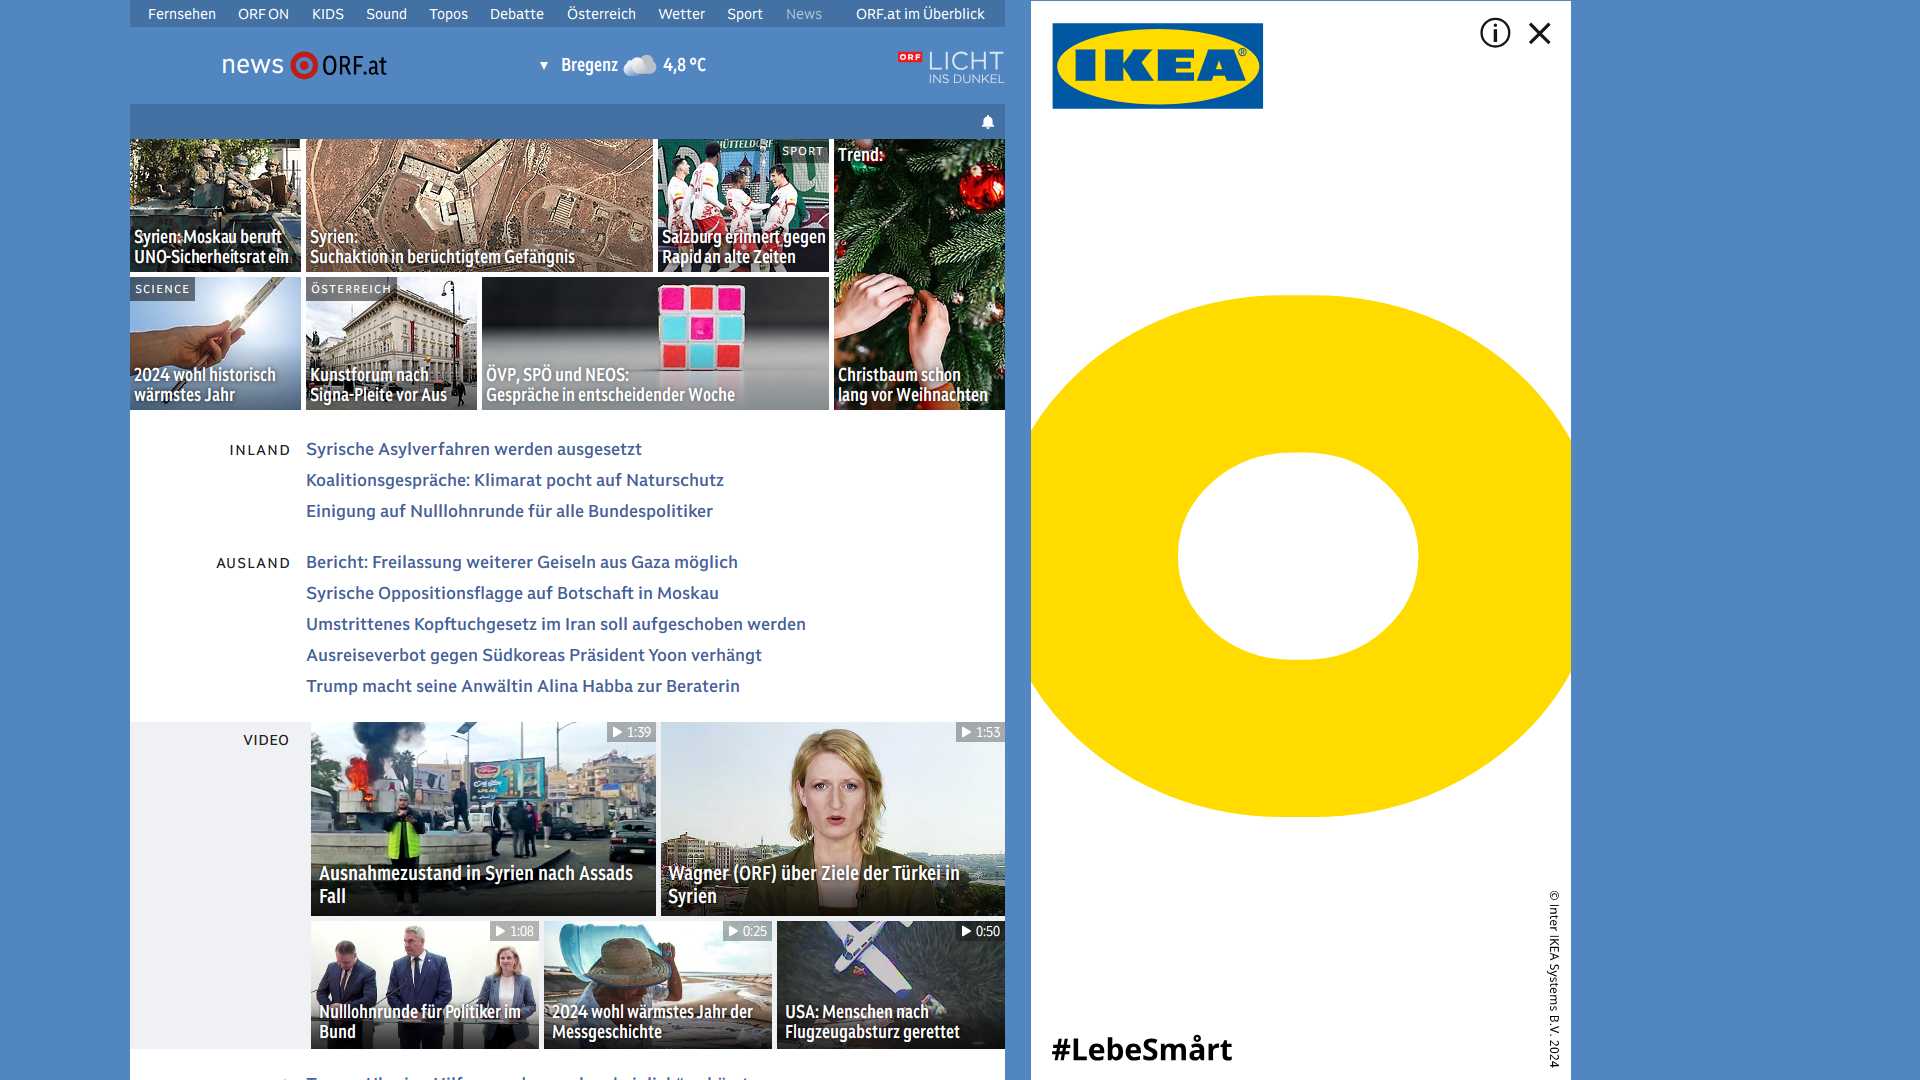 Fernsehen ORF ON KIDS Sound Topos Debatte Österreich Wetter Sport News ORF.at im Überblick
news ORF.at
Bregenz 4,8 °C
ORF LICHT
INS DUNKEL
Syrien: Moskau beruft
UNO-Sicherheitsrat ein
Syrien:
Suchaktion in berüchtigtem Gefängnis
SPORT
Salzburg erinnert gegen
Rapid an alte Zeiten
Trend:
Christbaum schon
lang vor Weihnachten
SCIENCE
2024 wohl historisch
wärmstes Jahr
ÖSTERREICH
Kunstforum nach
Signa-Pleite vor Aus
ÖVP, SPÖ und NEOS:
Gespräche in entscheidender Woche
INLAND
Syrische Asylverfahren werden ausgesetzt
Koalitionsgespräche: Klimarat pocht auf Naturschutz
Einigung auf Nulllohnrunde für alle Bundespolitiker
AUSLAND
Bericht: Freilassung weiterer Geiseln aus Gaza möglich
Syrische Oppositionsflagge auf Botschaft in Moskau
Umstrittenes Kopftuchgesetz im Iran soll aufgeschoben werden
Ausreiseverbot gegen Südkoreas Präsident Yoon verhängt
Trump macht seine Anwältin Alina Habba zur Beraterin
VIDEO
1:39
Ausnahmezustand in Syrien nach Assads
Fall
1:53
Wagner (ORF) über Ziele der Türkei in
Syrien
1:08
Nulllohnrunde für Politiker im
Bund
0:25
2024 wohl wärmstes Jahr der
Messgeschichte
0:50
USA: Menschen nach
Flugzeugabsturz gerettet
IKEA®
#LebeSmårt
© Inter IKEA Systems B.V. 2024